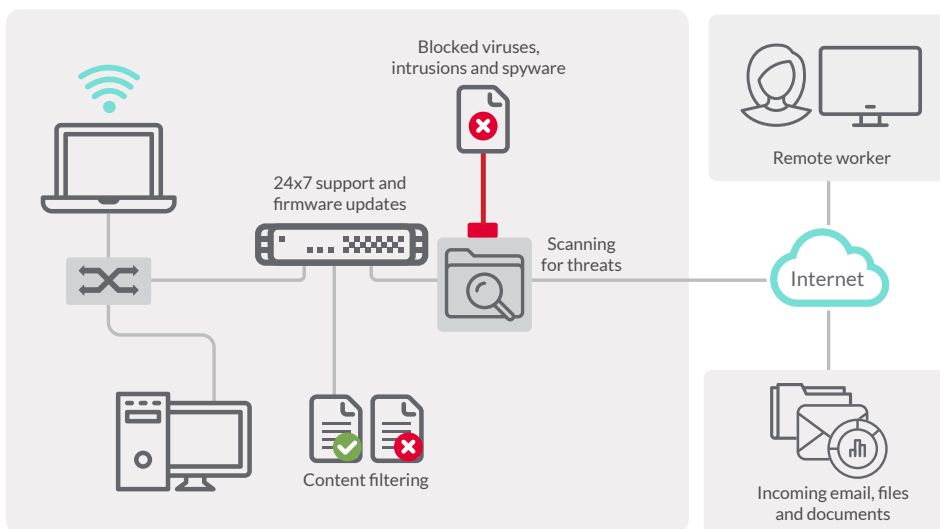 Blocked viruses,
intrusions and spyware
Remote worker
24x7 support and
firmware updates
Scanning
for threats
Internet
Content filtering
Incoming email, files
and documents